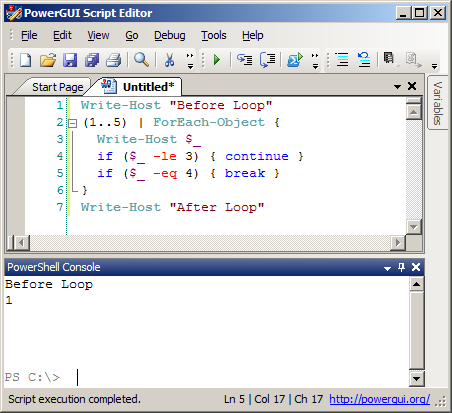 PowerGUI Script Editor
File Edit View Go Debug Tools Help
Start Page Untitled*
Variables
1 Write-Host "Before Loop"
2 (1..5) | ForEach-Object {
3 Write-Host $_
4 if ($_ -le 3) { continue }
5 if ($_ -eq 4) { break }
6 }
7 Write-Host "After Loop"
PowerShell Console
Before Loop
1
PS C:\>
Script execution completed. Ln 5 | Col 17 | Ch 17 http://powergui.org/